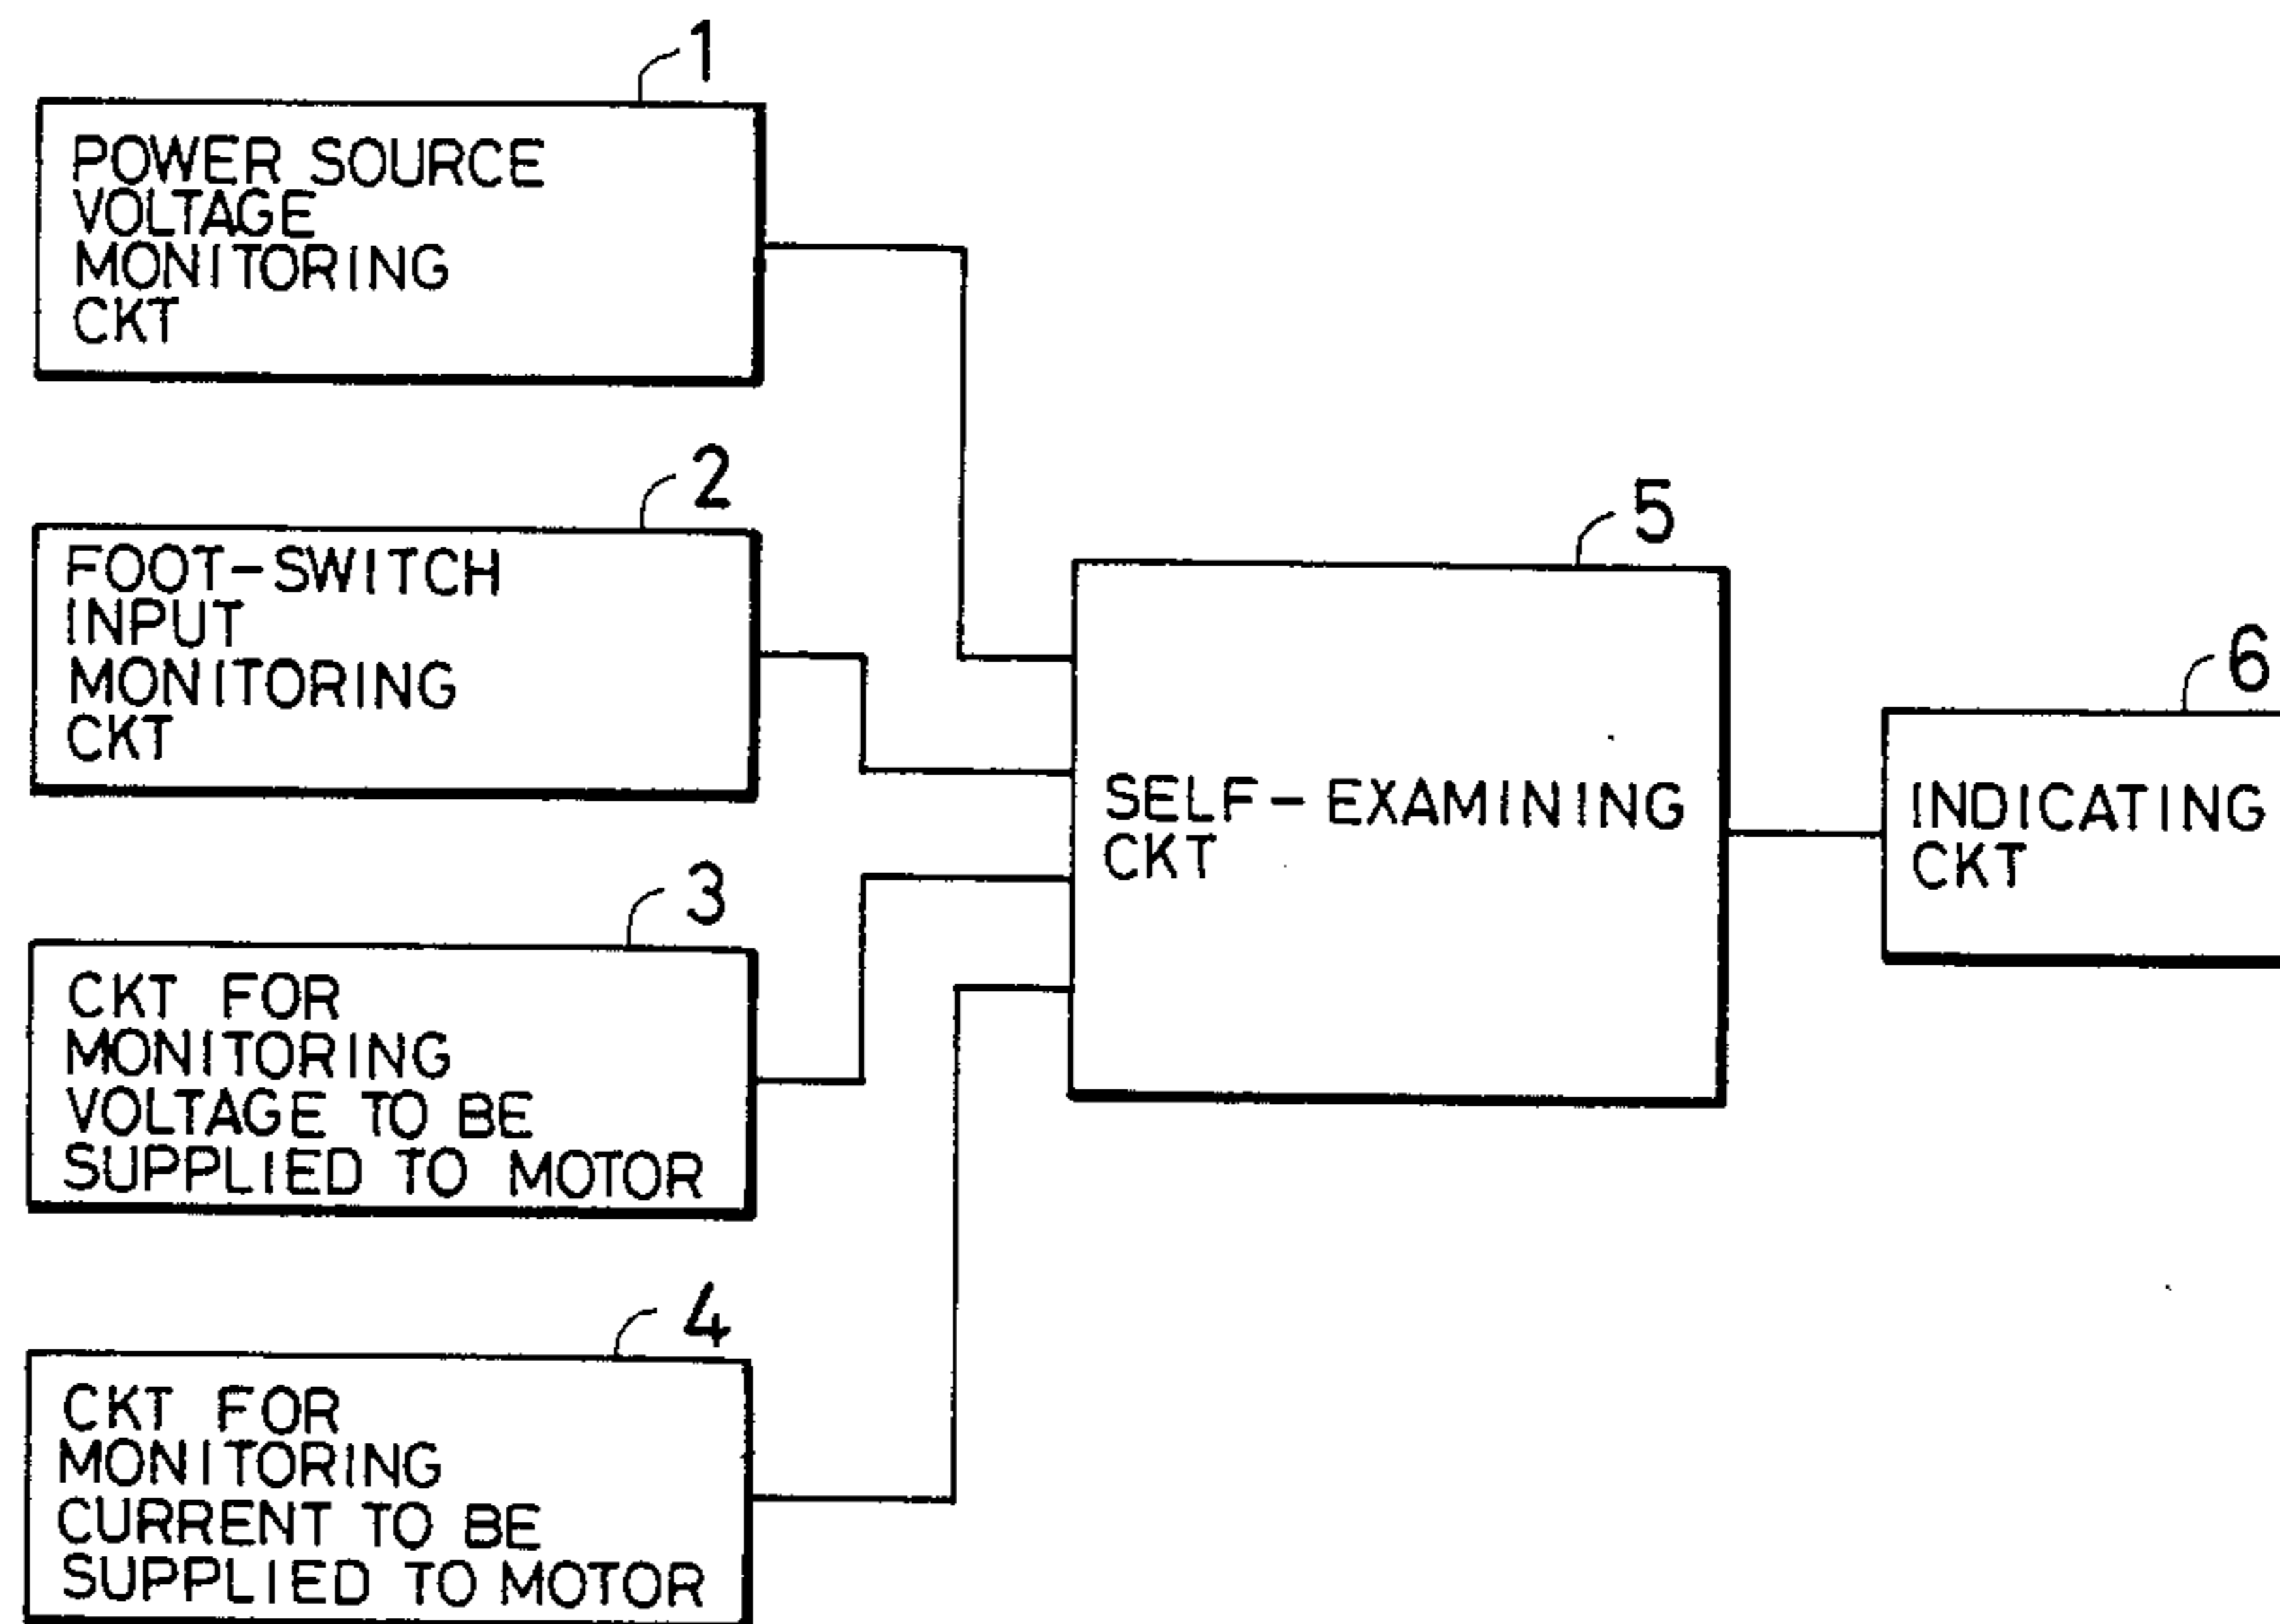 1
POWER SOURCE
VOLTAGE
MONITORING
CKT
2
FOOT-SWITCH
INPUT
MONITORING
CKT
3
CKT FOR
MONITORING
VOLTAGE TO BE
SUPPLIED TO MOTOR
4
CKT FOR
MONITORING
CURRENT TO BE
SUPPLIED TO MOTOR
5
SELF-EXAMINING
CKT
6
INDICATING
CKT